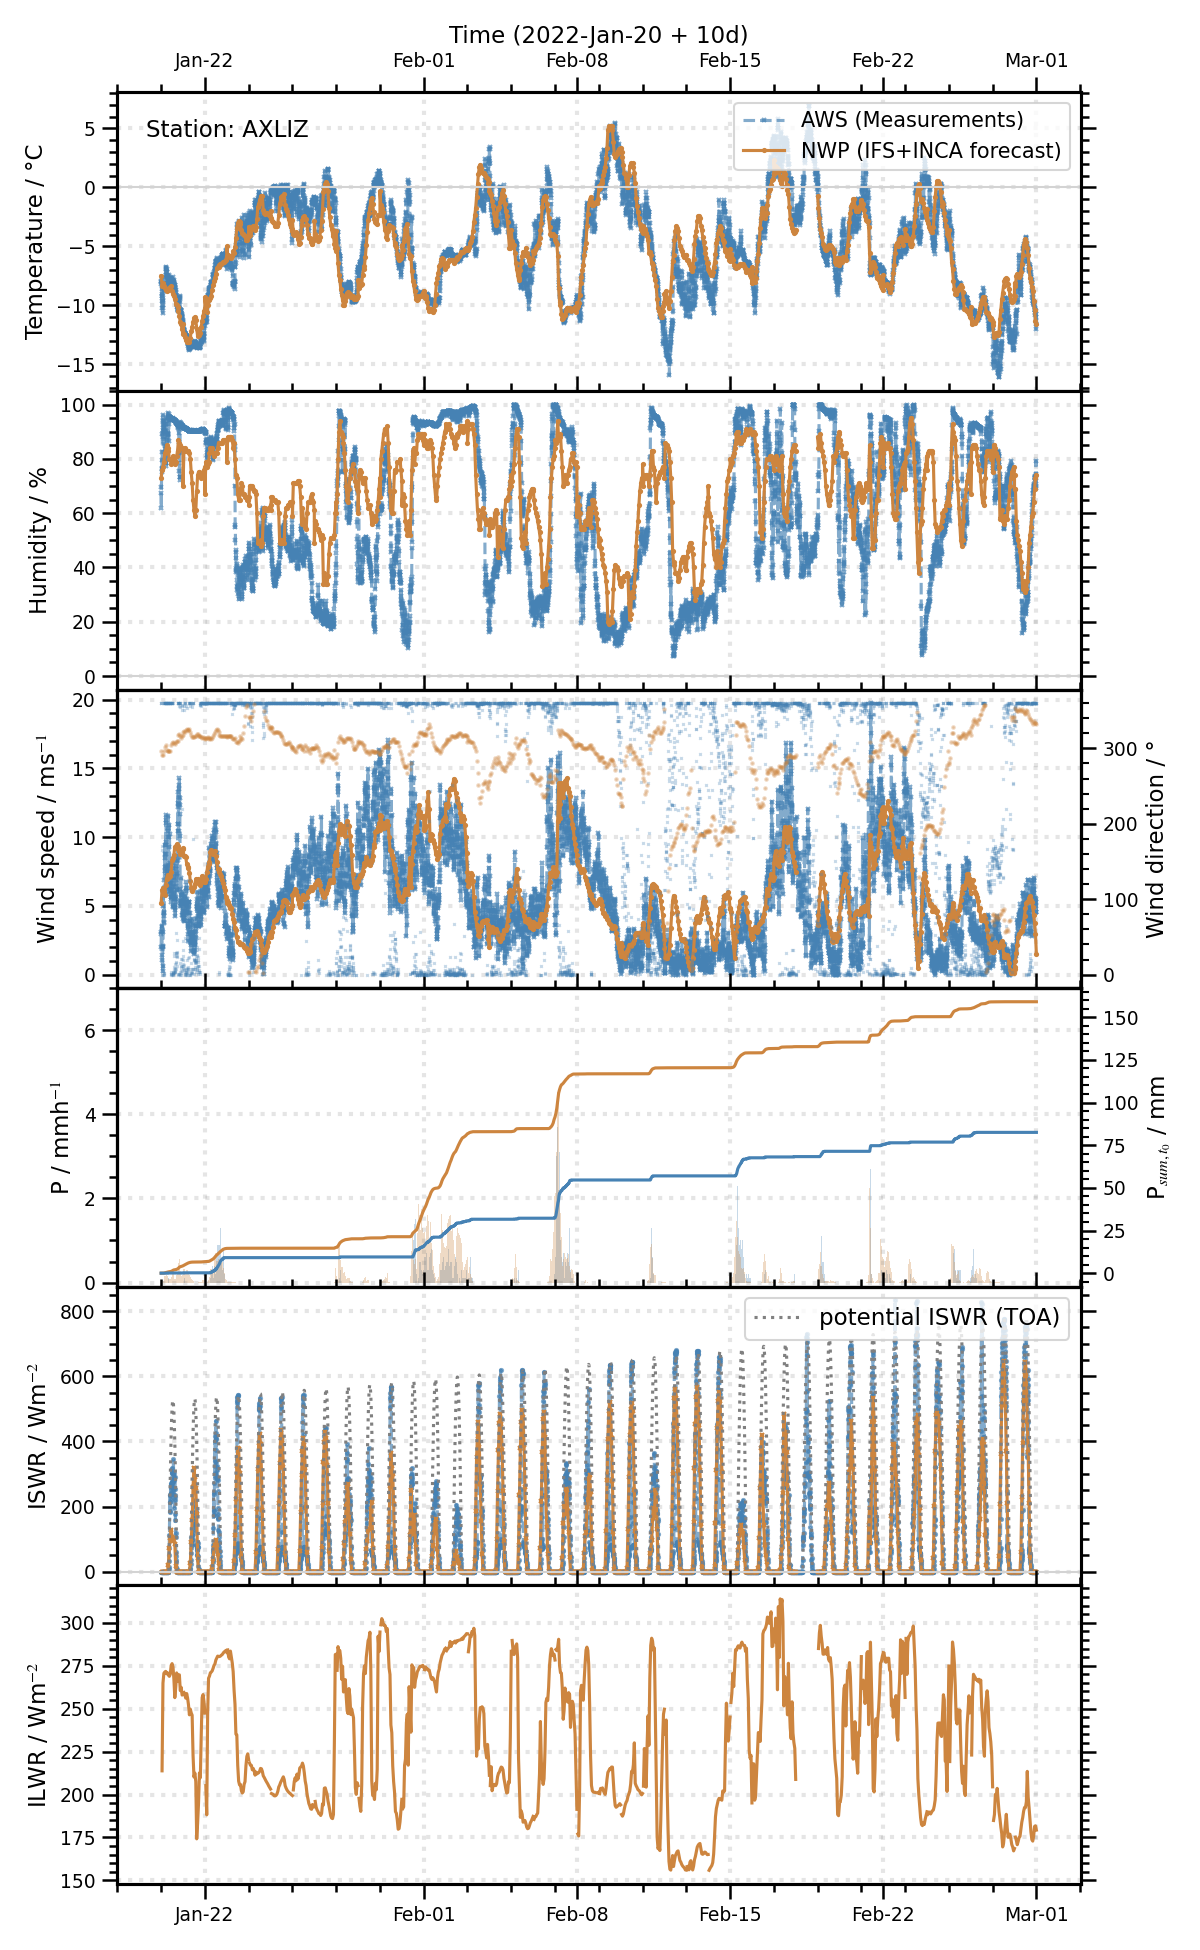 Time (2022-Jan-20 + 10d)
Jan-22 Feb-01 Feb-08 Feb-15 Feb-22 Mar-01
Station: AXLIZ
AWS (Measurements)
NWP (IFS+INCA forecast)
Temperature / °C
5
0
−5
−10
−15
Humidity / %
100
80
60
40
20
0
Wind speed / ms⁻¹
20
15
10
5
0
Wind direction / °
300
200
100
0
P / mmh⁻¹
6
4
2
0
P_{sum,t_0} / mm
150
125
100
75
50
25
0
potential ISWR (TOA)
ISWR / Wm⁻²
800
600
400
200
0
ILWR / Wm⁻²
300
275
250
225
200
175
150
Jan-22 Feb-01 Feb-08 Feb-15 Feb-22 Mar-01